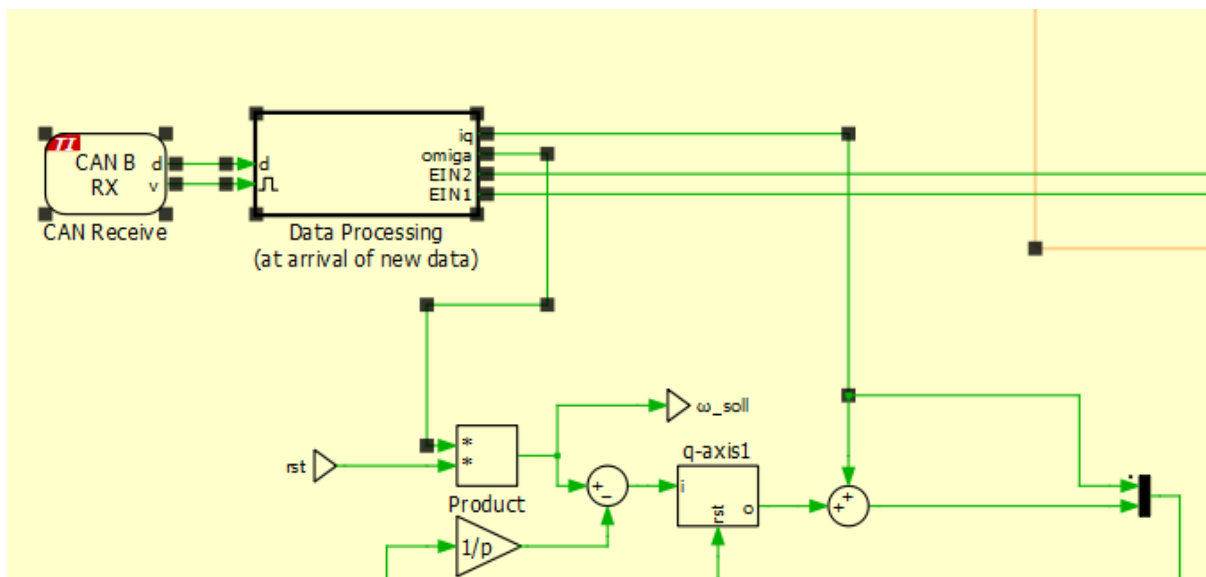 TI
CAN B
RX
d
v
CAN Receive
d
iq
omiga
EIN2
EIN1
Data Processing
(at arrival of new data)
rst
*
*
Product
ω_soll
+
−
1/p
q-axis1
i
rst
o
+
+